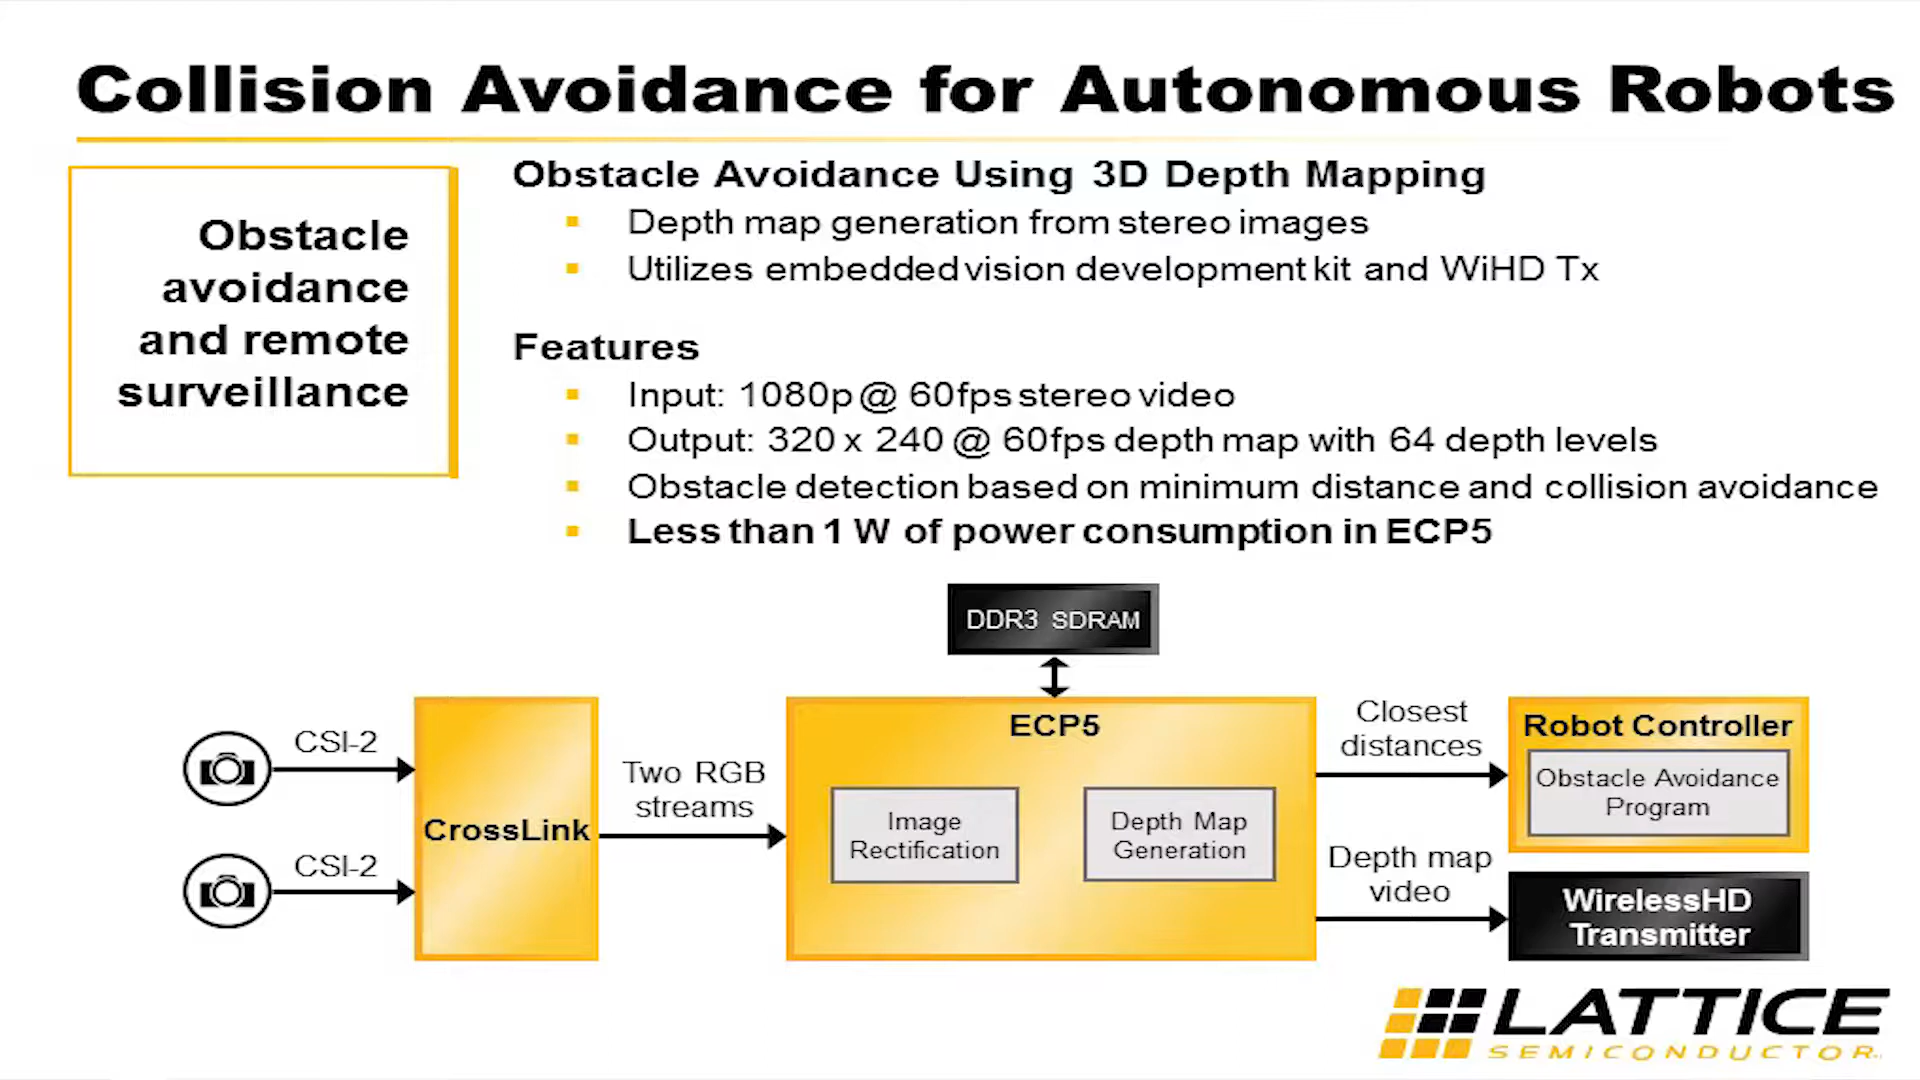 Collision Avoidance for Autonomous Robots
Obstacle
avoidance
and remote
surveillance
Obstacle Avoidance Using 3D Depth Mapping
Depth map generation from stereo images
Utilizes embedded vision development kit and WiHD Tx
Features
Input: 1080p @ 60fps stereo video
Output: 320 x 240 @ 60fps depth map with 64 depth levels
Obstacle detection based on minimum distance and collision avoidance
Less than 1 W of power consumption in ECP5
DDR3 SDRAM
CSI-2
CSI-2
CrossLink
Two RGB
streams
ECP5
Image
Rectification
Depth Map
Generation
Closest
distances
Depth map
video
Robot Controller
Obstacle Avoidance
Program
WirelessHD
Transmitter
LATTICE
SEMICONDUCTOR